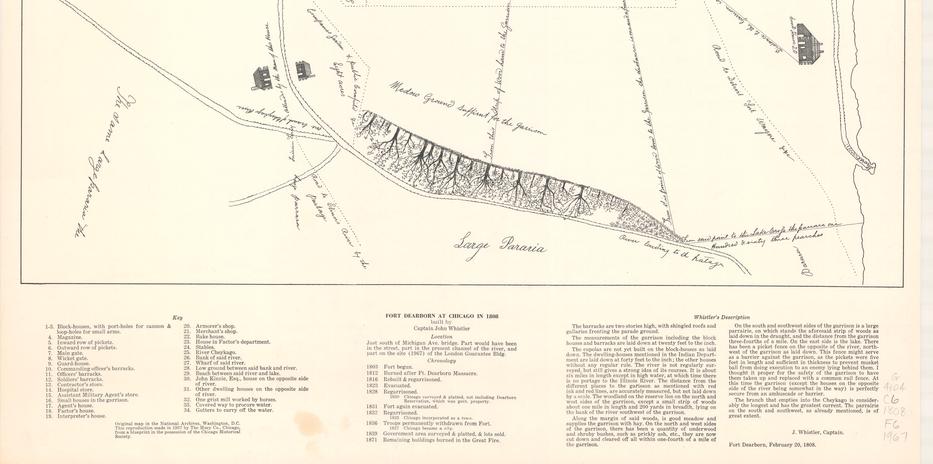 Medow Ground Suffisint for the Garrison
Large Pararia
Key
1-3. Block-houses, with port-holes for cannon &
loop-holes for small arms.
4. Magazine.
5. Inward row of pickets.
6. Outward row of pickets.
7. Main gate.
8. Wicket gate.
9. Guard-house.
10. Commanding officer's barracks.
11. Officers' barracks.
12. Soldiers' barracks.
13. Contractor's store.
14. Hospital store.
15. Assistant Military Agent's store.
16. Small houses in the garrison.
17. Agent's house.
18. Factor's house.
19. Interpreter's house.
20. Armorer's shop.
21. Merchant's shop.
22. Bake house.
23. House in Factor's department.
24. Stables.
25. River Cheykago.
26. Bank of said river.
27. Wharf of said river.
28. Low ground between said bank and river.
29. Beach between said river and lake.
30. John Kinzie, Esq., house on the opposite side
of river.
31. Other dwelling houses on the opposite side
of river.
32. One grist mill worked by horses.
33. Covered way to procure water.
34. Gutters to carry off the water.
Original map in the National Archives, Washington, D.C.
This reproduction made in 1967 by The Huey Co., Chicago,
from a blueprint in possession of the Chicago Historical
Society.
FORT DEARBORN AT CHICAGO IN 1808
built by
Captain John Whistler
Location
Just south of Michigan Ave. bridge. Part would have been
in the street, part in the present channel of the river, and
part on the site (1967) of the London Guarantee Bldg.
Chronology
1803 Fort begun.
1812 Burned after Ft. Dearborn Massacre.
1816 Rebuilt & regarrisoned.
1823 Evacuated.
1828 Regarrisoned.
1830 Chicago surveyed & platted, not including Dearborn
Reservation, which was govt. property.
1831 Fort again evacuated.
1832 Regarrisoned.
1833 Chicago incorporated as a town.
1836 Troops permanently withdrawn from Fort.
1837 Chicago became a city.
1839 Government area surveyed & platted, & lots sold.
1871 Remaining buildings burned in the Great Fire.
Whistler's Description
The barracks are two stories high, with shingled roofs and
galleries fronting the parade ground.
The measurements of the garrison including the block
houses and barracks are laid down at twenty feet to the inch.
The cupolas are not yet built on the block-houses as laid
down. The dwelling-houses mentioned in the Indian Depart-
ment are laid down at forty feet to the inch; the other houses
without any regular rule. The river is not regularly sur-
veyed, but still gives a strong idea of its courses. It is about
six miles in length except in high water, at which time there
is no portage to the Illinois River. The distance from the
different places in the garrison as mentioned with red
ink and red lines, are accurately measured, but not laid down
by a scale. The woodland on the reserve lies on the north and
west sides of the garrison, except a small strip of woods
about one mile in length and 200 yards in breadth, lying on
the bank of the river southwest of the garrison.
Along the margin of said woods, is good meadow and
supplies the garrison with hay. On the north and west sides
of the garrison, there has been a quantity of underwood
and shrubby bushes, such as prickly ash, etc., they are now
cut down and cleared off all within one-fourth of a mile of
the garrison.
On the south and southwest sides of the garrison is a large
parrairie, on which stands the aforesaid strip of woods as
laid down in the draught, and the distance from the garrison
three-fourths of a mile. On the east side is the lake. There
has been a picket fence on the opposite of the river, north-
west of the garrison as laid down. This fence might serve
as a barrier against the garrison, as the pickets were five
feet in length and sufficient in thickness to prevent musket
ball from doing execution to an enemy lying behind them. I
thought it proper for the safety of the garrison to have
them taken up and replaced with a common rail fence. At
this time the garrison (except the houses on the opposite
side of the river being somewhat in the way) is perfectly
secure from an ambuscade or barrier.
The branch that empties into the Cheykago is consider-
ably the longest and has the greatest current. The parrairie
on the south and southwest, as already mentioned, is of
great extent.
J. Whistler, Captain.
Fort Dearborn, February 20, 1808.
C6
1808
F6
1967